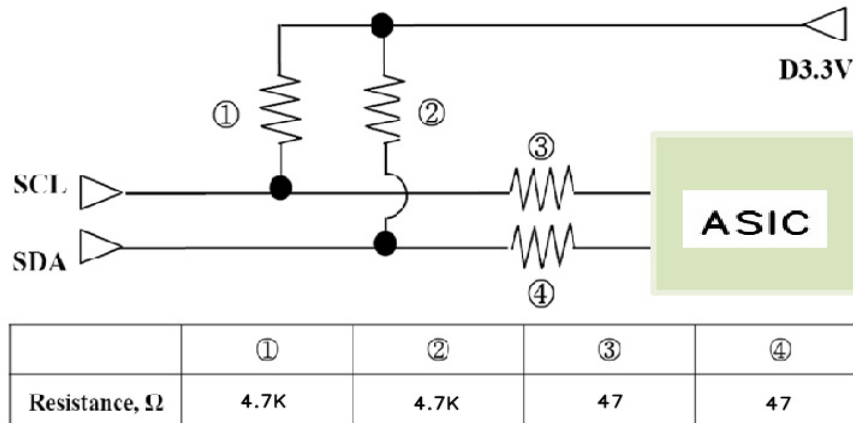 D3.3V
①
②
③
SCL
ASIC
SDA
④
① ② ③ ④
Resistance, Ω 4.7K 4.7K 47 47